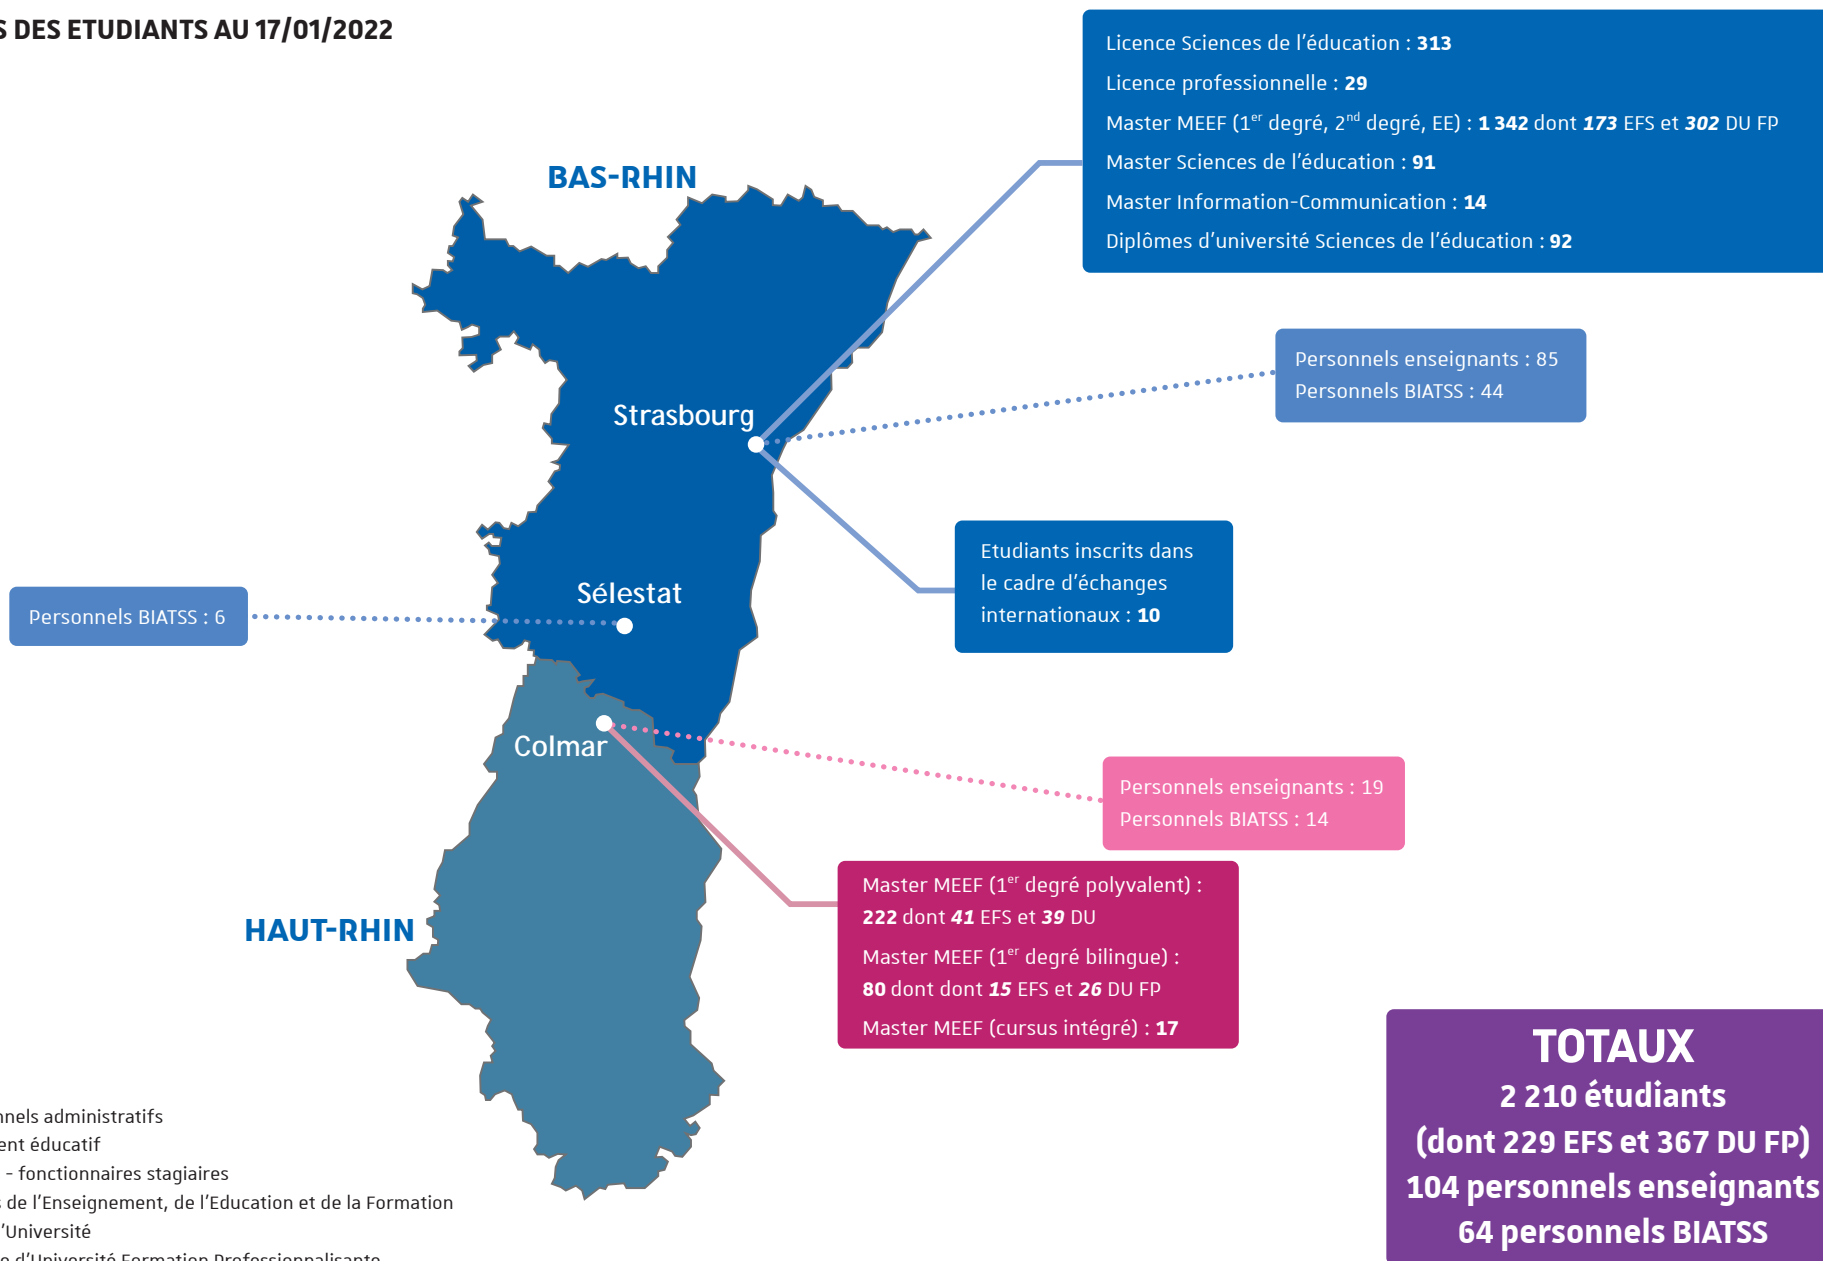 S DES ETUDIANTS AU 17/01/2022
Licence Sciences de l'éducation : 313
Licence professionnelle : 29
Master MEEF (1er degré, 2nd degré, EE) : 1 342 dont 173 EFS et 302 DU FP
Master Sciences de l'éducation : 91
Master Information-Communication : 14
Diplômes d'université Sciences de l'éducation : 92
BAS-RHIN
Personnels enseignants : 85
Personnels BIATSS : 44
Strasbourg
Etudiants inscrits dans
le cadre d'échanges
internationaux : 10
Sélestat
Personnels BIATSS : 6
Colmar
Personnels enseignants : 19
Personnels BIATSS : 14
Master MEEF (1er degré polyvalent) :
222 dont 41 EFS et 39 DU
Master MEEF (1er degré bilingue) :
80 dont dont 15 EFS et 26 DU FP
Master MEEF (cursus intégré) : 17
HAUT-RHIN
TOTAUX
2 210 étudiants
(dont 229 EFS et 367 DU FP)
104 personnels enseignants
64 personnels BIATSS
nnels administratifs
ent éducatif
- fonctionnaires stagiaires
s de l'Enseignement, de l'Education et de la Formation
'Université
e d'Université Formation Professionnalisante